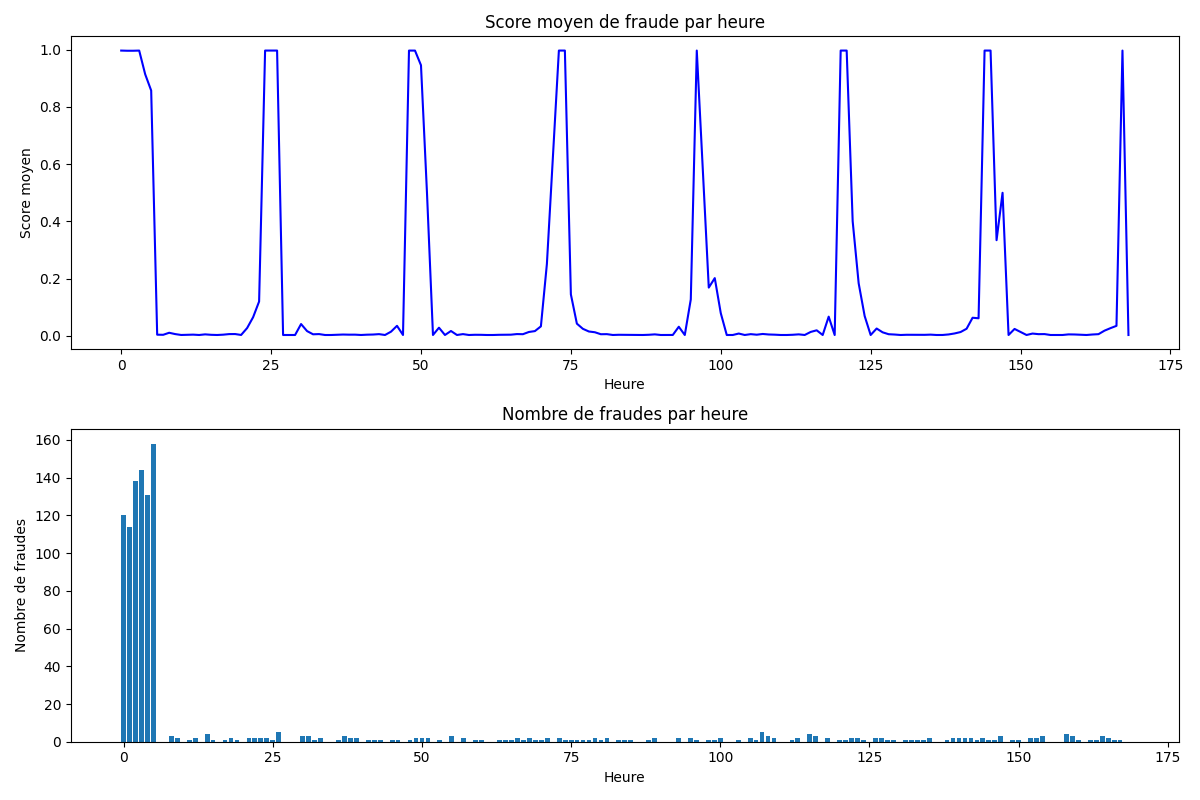 Score moyen de fraude par heure
Score moyen
1.0
0.8
0.6
0.4
0.2
0.0
0 25 50 75 100 125 150 175
Heure
Nombre de fraudes par heure
Nombre de fraudes
160
140
120
100
80
60
40
20
0
0 25 50 75 100 125 150 175
Heure